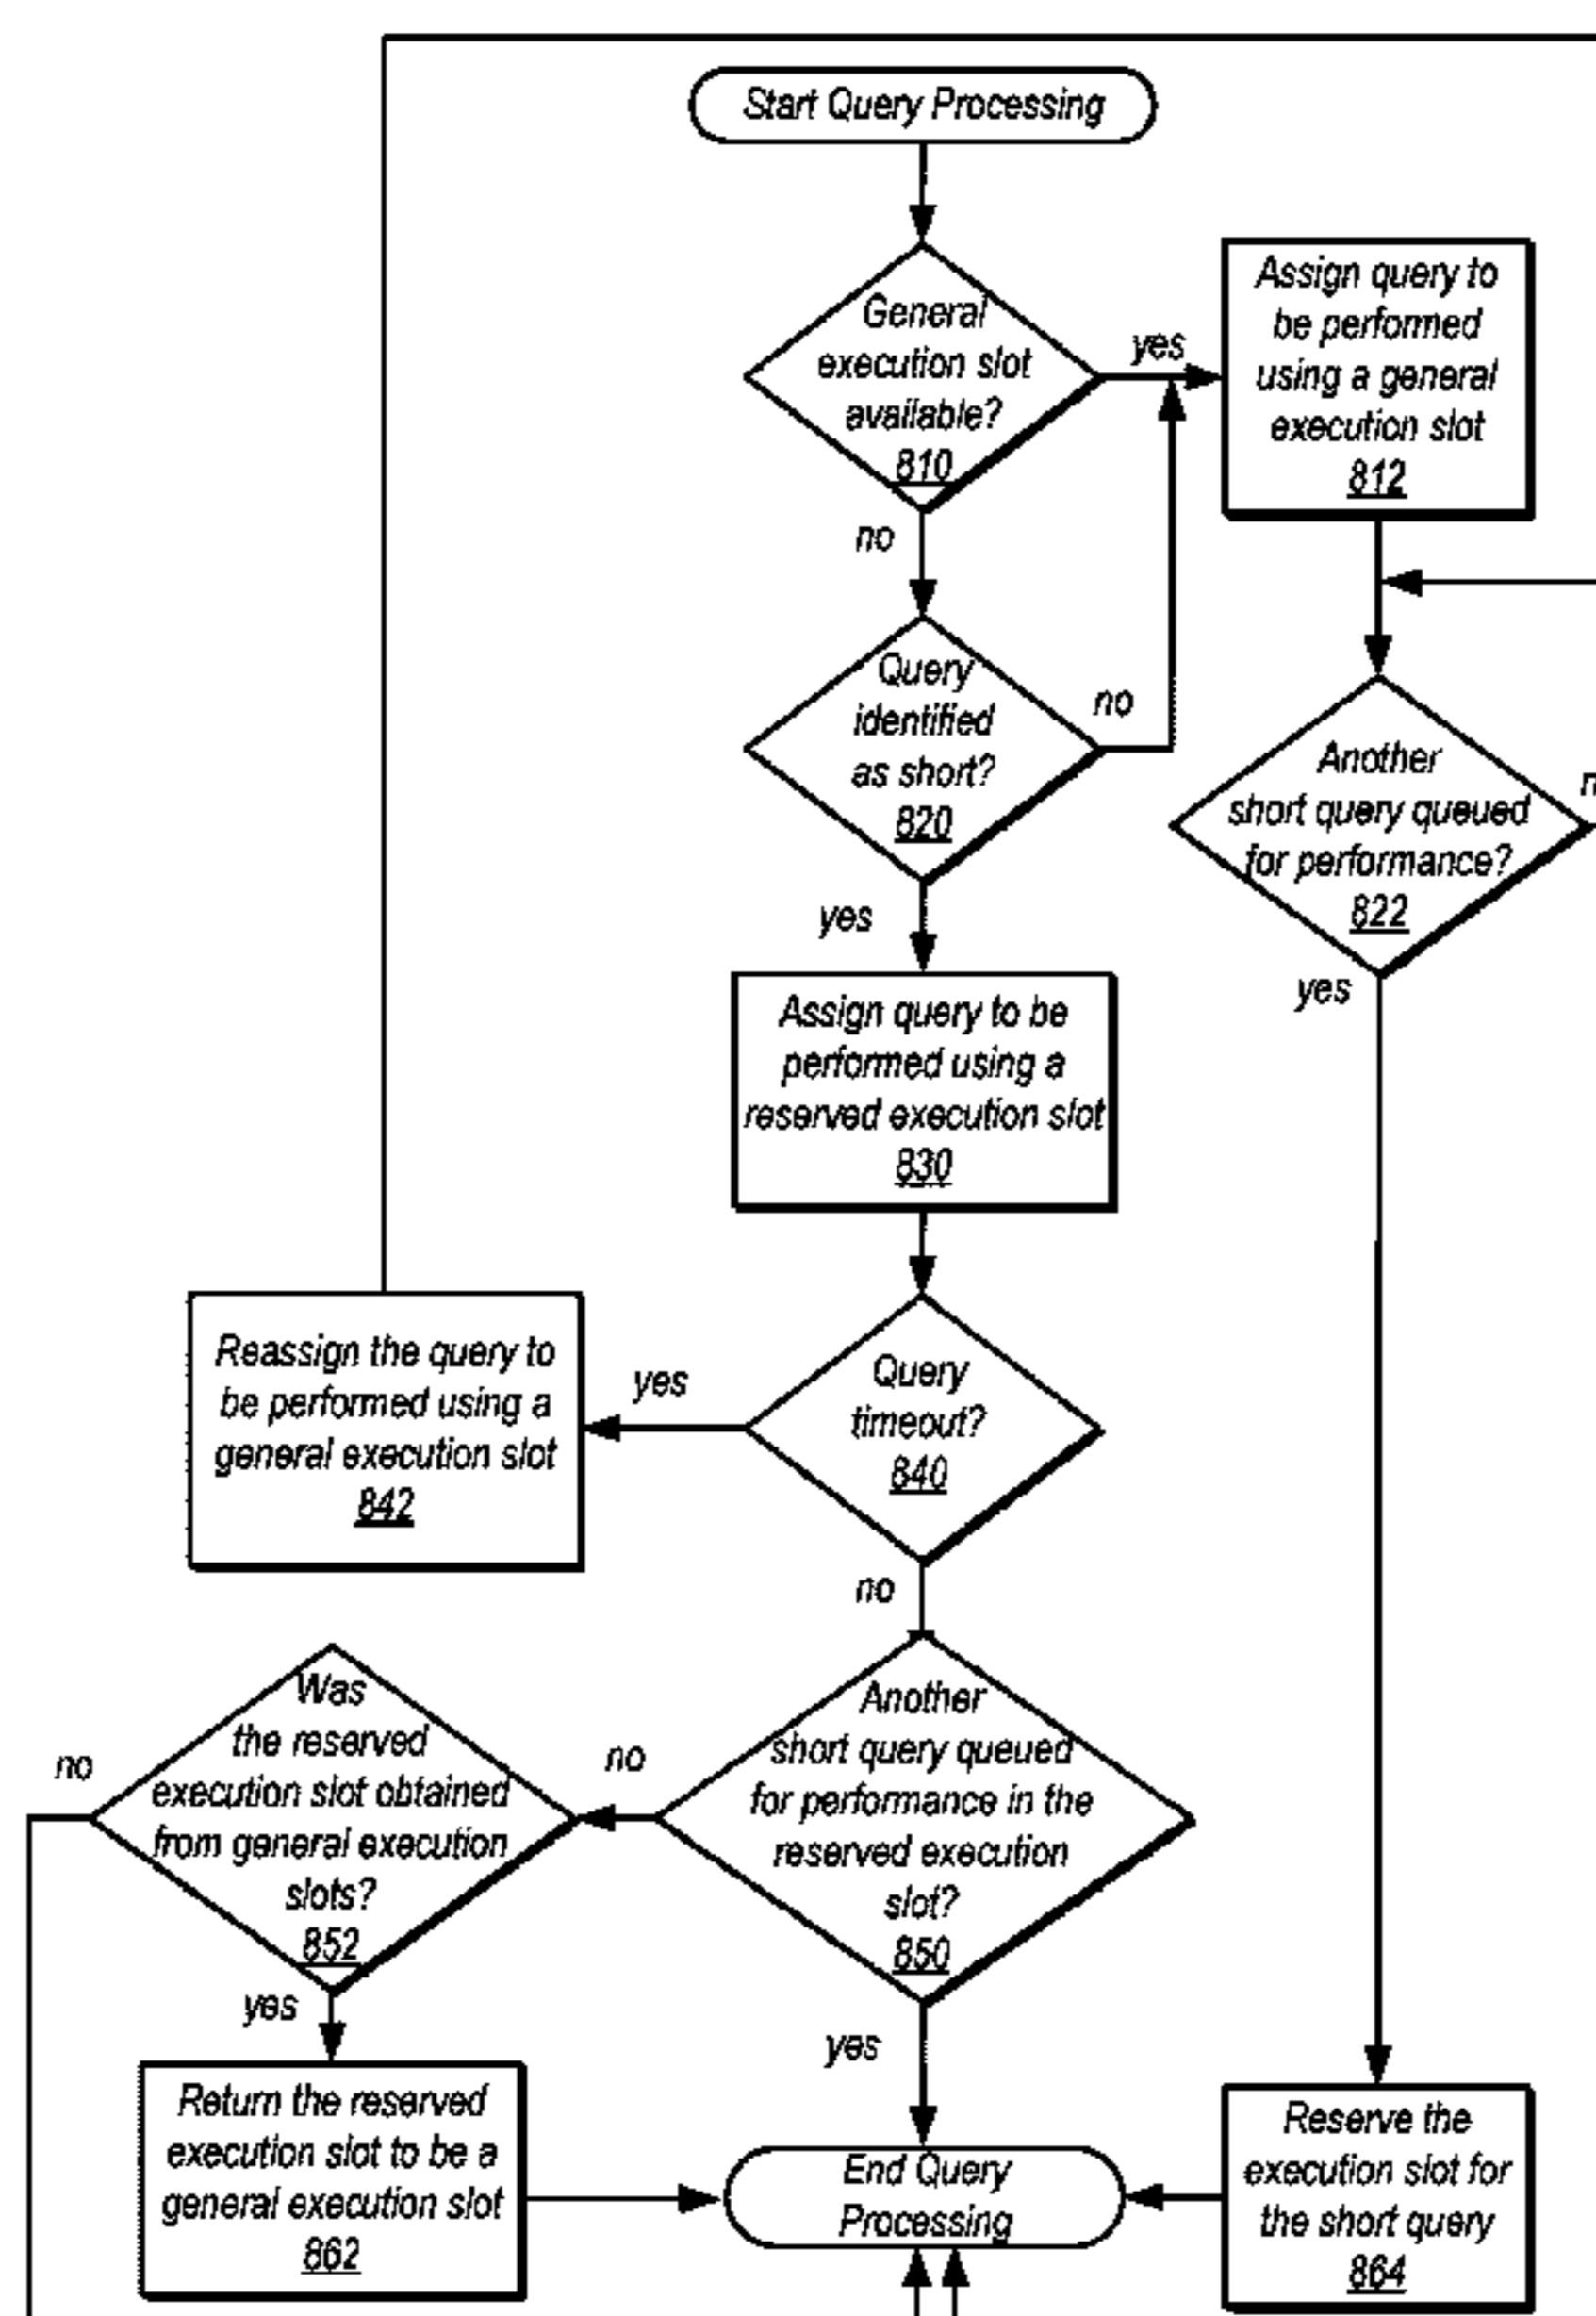 Start Query Processing
General
execution slot
available?
810
yes
no
Assign query to
be performed
using a general
execution slot
812
Query
identified
as short?
820
no
yes
Another
short query queued
for performance?
822
yes
Assign query to be
performed using a
reserved execution slot
830
Query
timeout?
840
yes
no
Reassign the query to
be performed using a
general execution slot
842
Another
short query queued
for performance in the
reserved execution
slot?
850
no
yes
Was
the reserved
execution slot obtained
from general execution
slots?
852
no
yes
Return the reserved
execution slot to be a
general execution slot
862
End Query
Processing
Reserve the
execution slot for
the short query
864